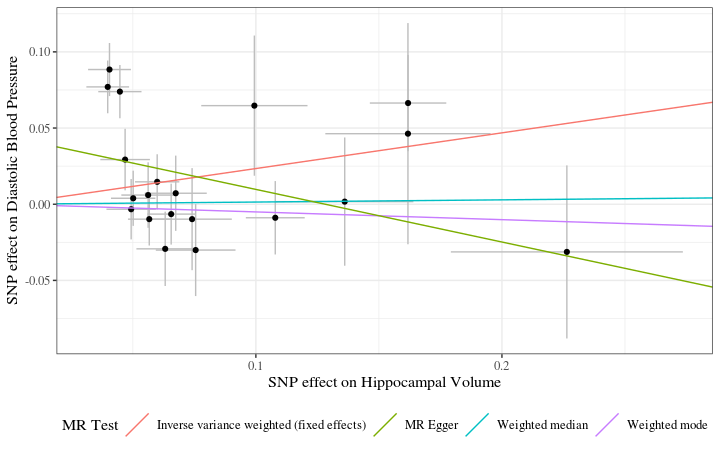 0.10
0.05
0.00
-0.05
SNP effect on Diastolic Blood Pressure
0.1 0.2
SNP effect on Hippocampal Volume
MR Test Inverse variance weighted (fixed effects) MR Egger Weighted median Weighted mode